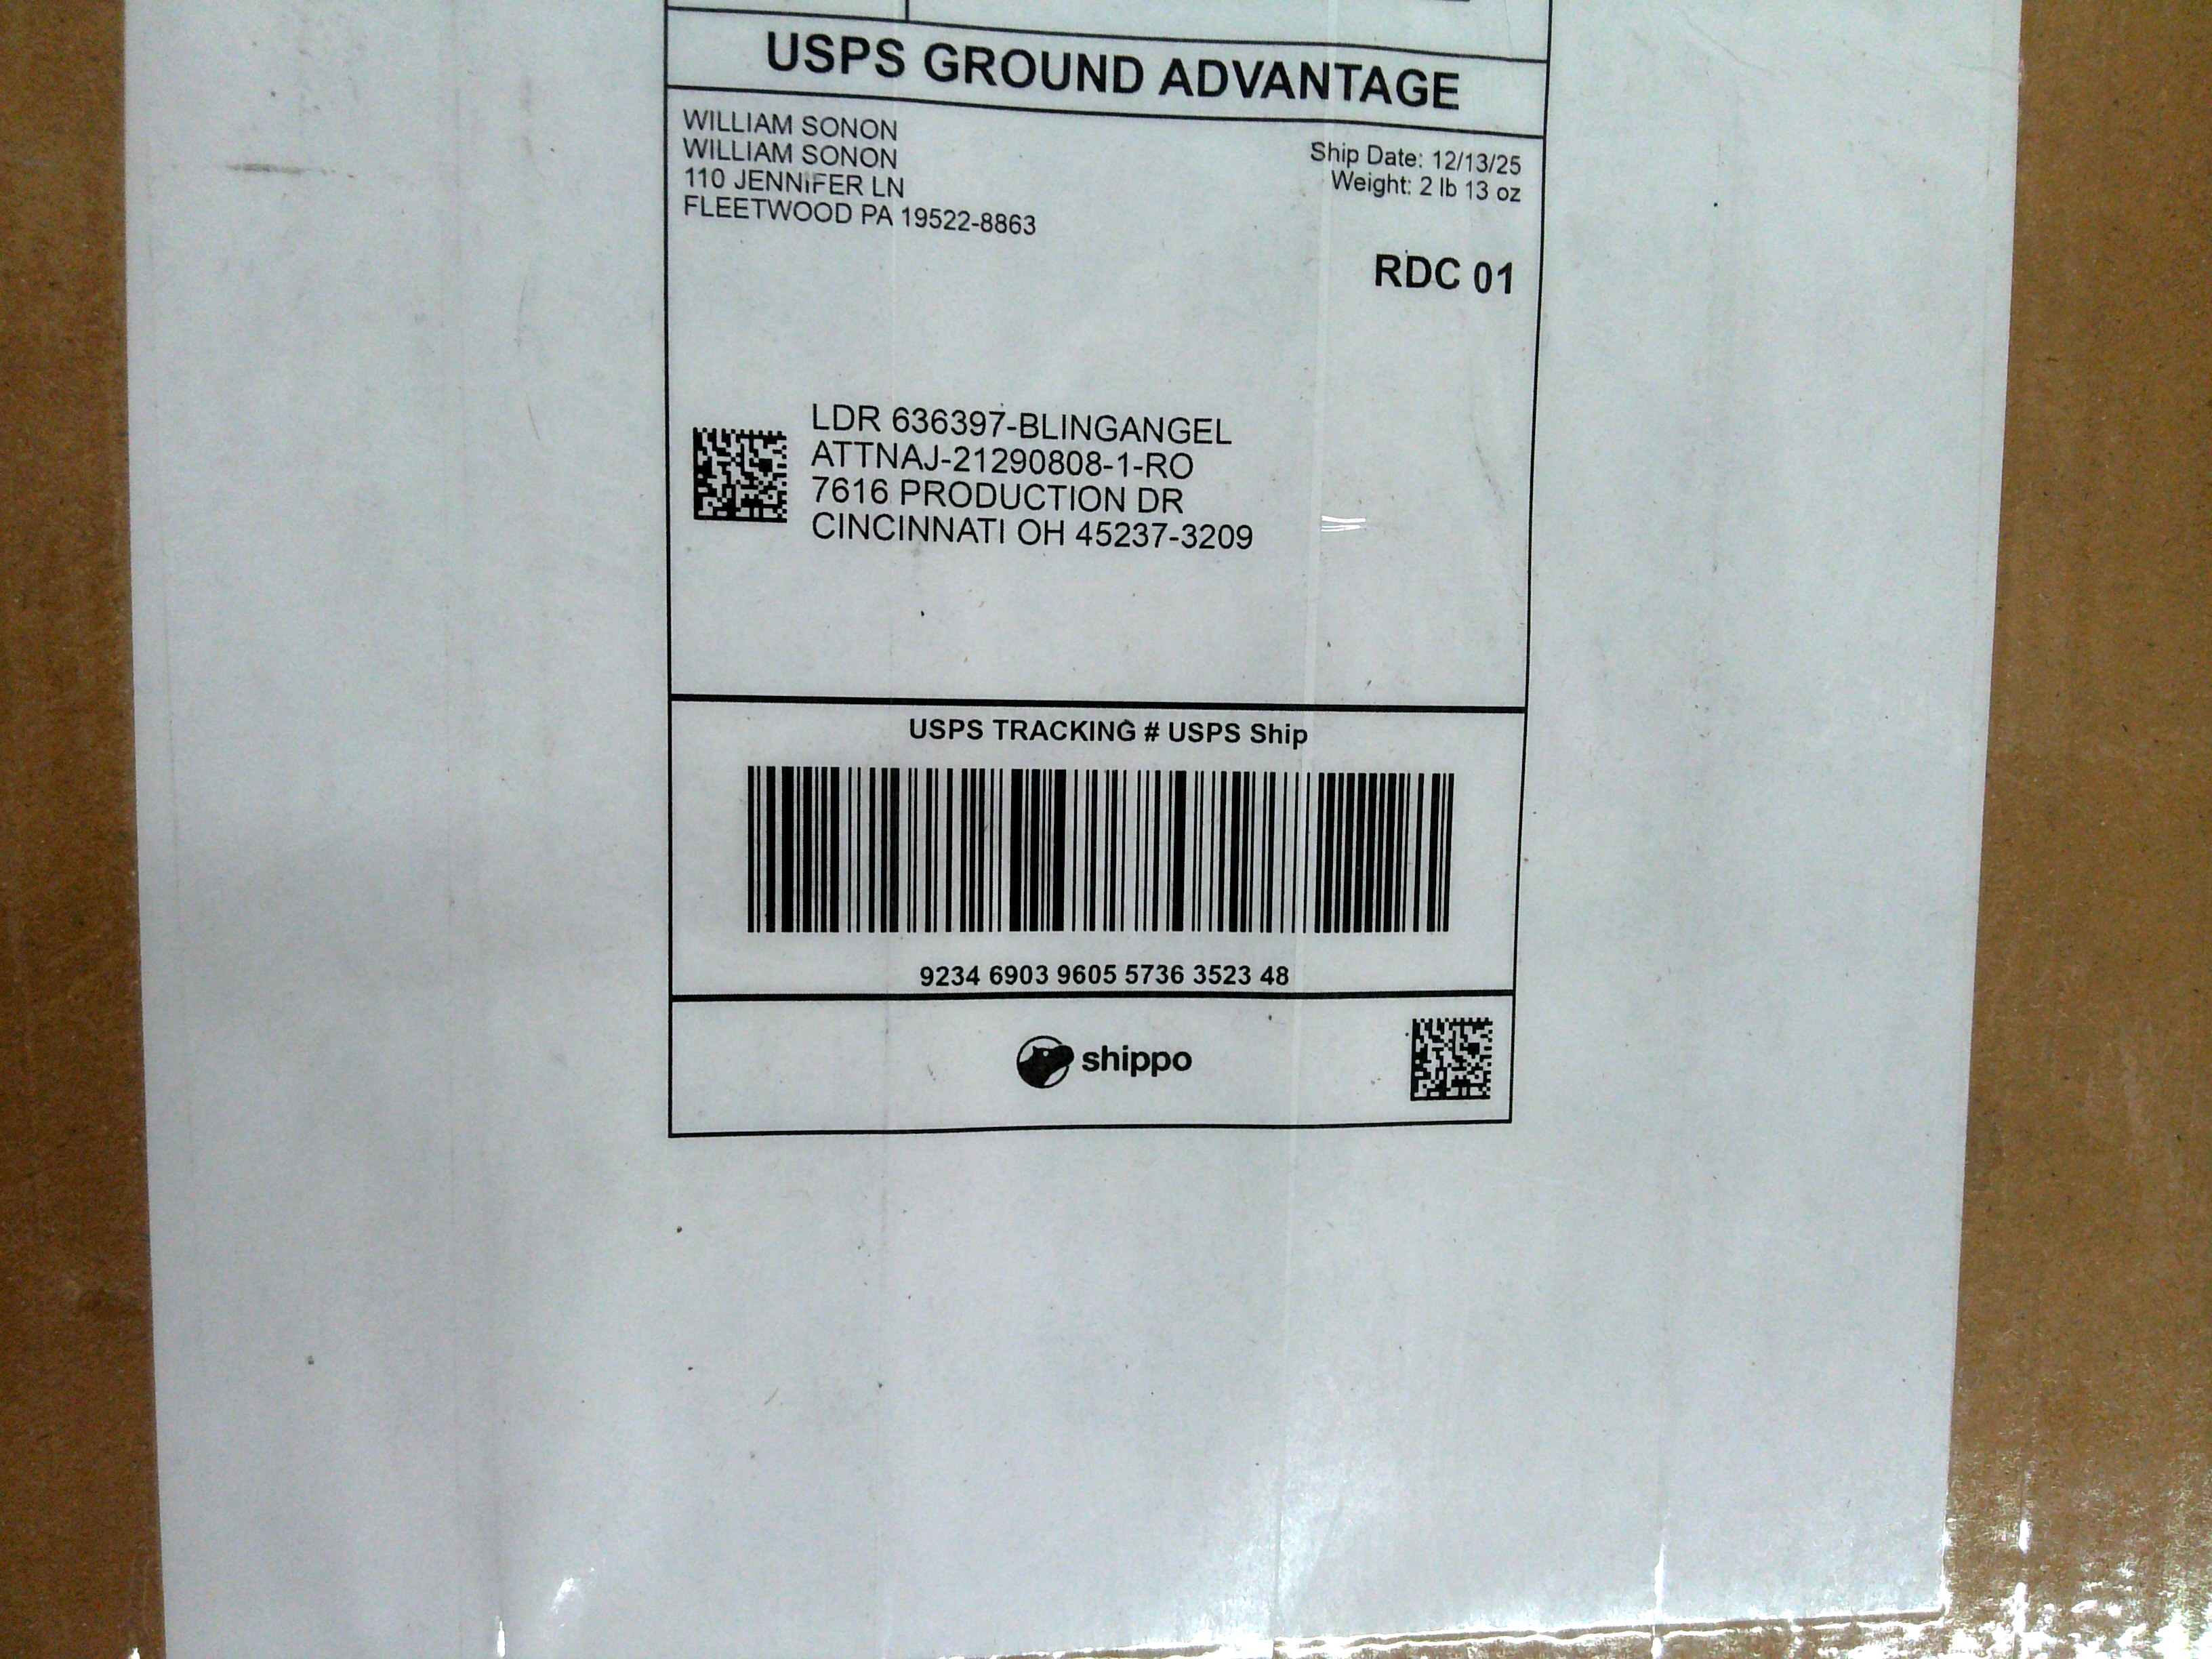 USPS GROUND ADVANTAGE
WILLIAM SONON
WILLIAM SONON
110 JENNIFER LN
FLEETWOOD PA 19522-8863
Ship Date: 12/13/25
Weight: 2 lb 13 oz
RDC 01
LDR 636397-BLINGANGEL
ATTNAJ-21290808-1-RO
7616 PRODUCTION DR
CINCINNATI OH 45237-3209
USPS TRACKING # USPS Ship
9234 6903 9605 5736 3523 48
shippo